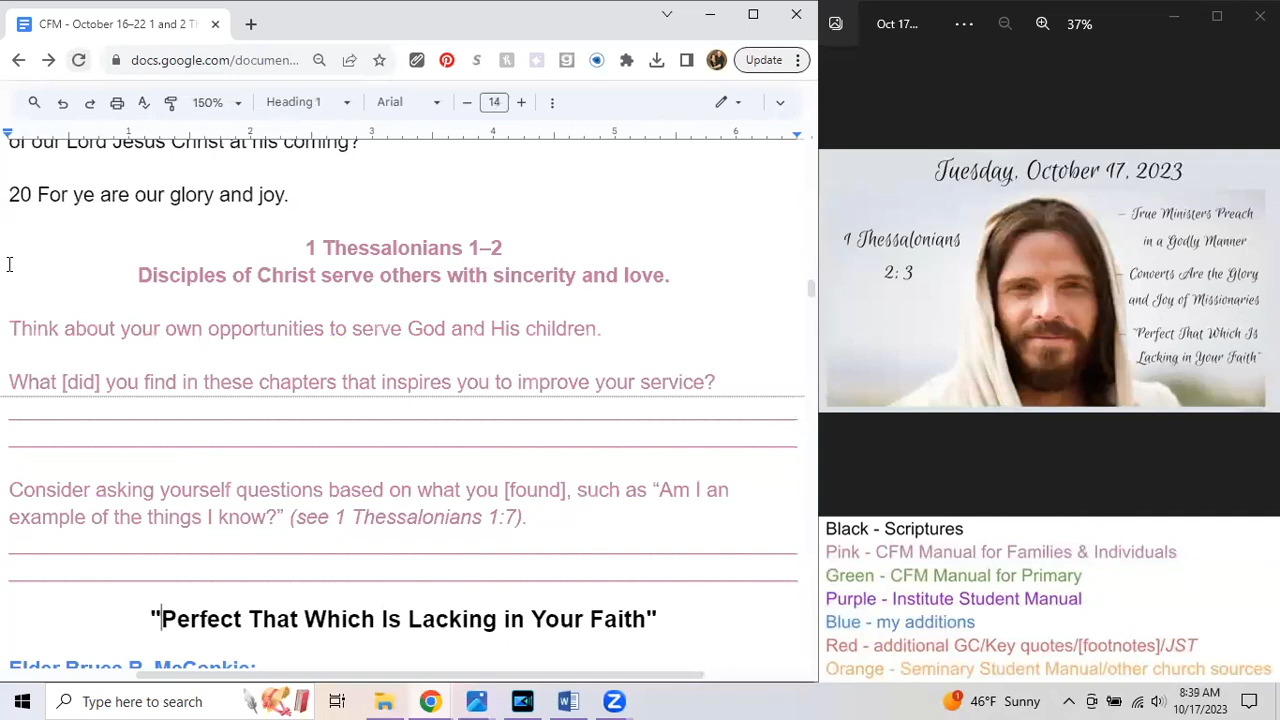 CFM - October 16–22 1 and 2 Th
Oct 17...
37%
docs.google.com/documen...
Update
150%
Heading 1
Arial
14
1
2
3
4
5
6
of our Lord Jesus Christ at his coming?
20 For ye are our glory and joy.
1 Thessalonians 1–2
Disciples of Christ serve others with sincerity and love.
Think about your own opportunities to serve God and His children.
What [did] you find in these chapters that inspires you to improve your service?
Consider asking yourself questions based on what you [found], such as “Am I an
example of the things I know?” (see 1 Thessalonians 1:7).
"Perfect That Which Is Lacking in Your Faith"
Elder Bruce R. McConkie:
Tuesday, October 17, 2023
1 Thessalonians
2; 3
– True Ministers Preach
in a Godly Manner
– Converts Are the Glory
and Joy of Missionaries
– "Perfect That Which Is
Lacking in Your Faith"
Black - Scriptures
Pink - CFM Manual for Families & Individuals
Green - CFM Manual for Primary
Purple - Institute Student Manual
Blue - my additions
Red - additional GC/Key quotes/[footnotes]/JST
Orange - Seminary Student Manual/other church sources
Type here to search
46°F Sunny
8:39 AM
10/17/2023